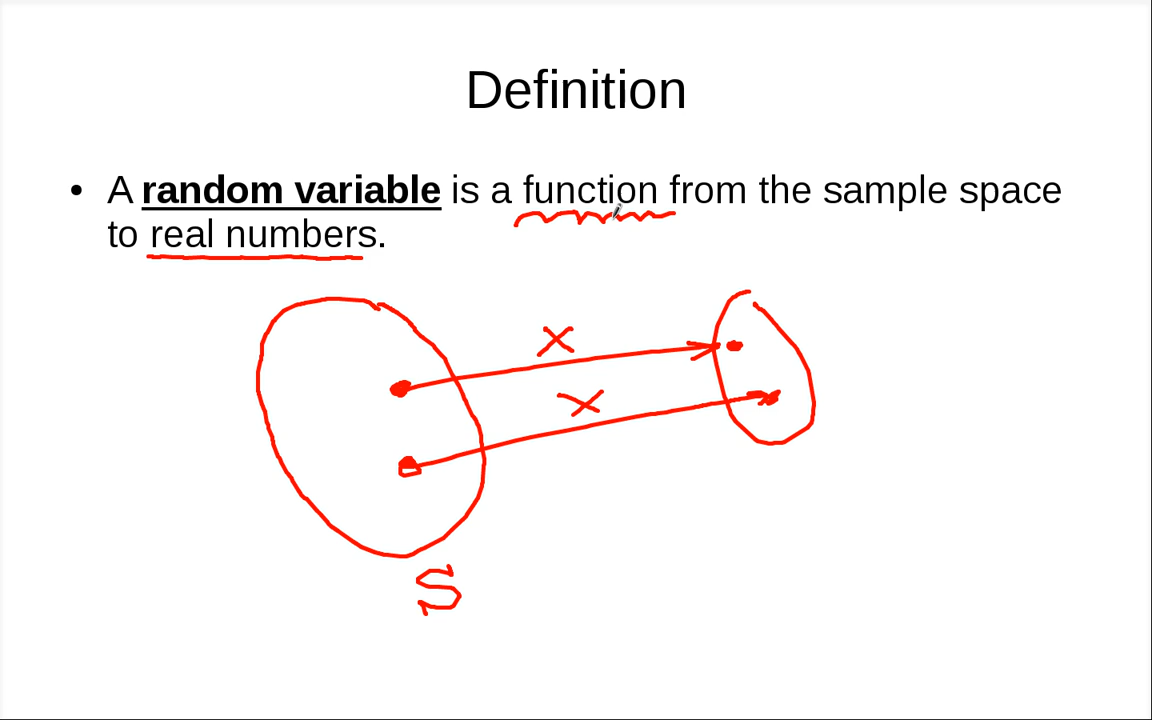 Definition
• A random variable is a function from the sample space
to real numbers.
X
X
S